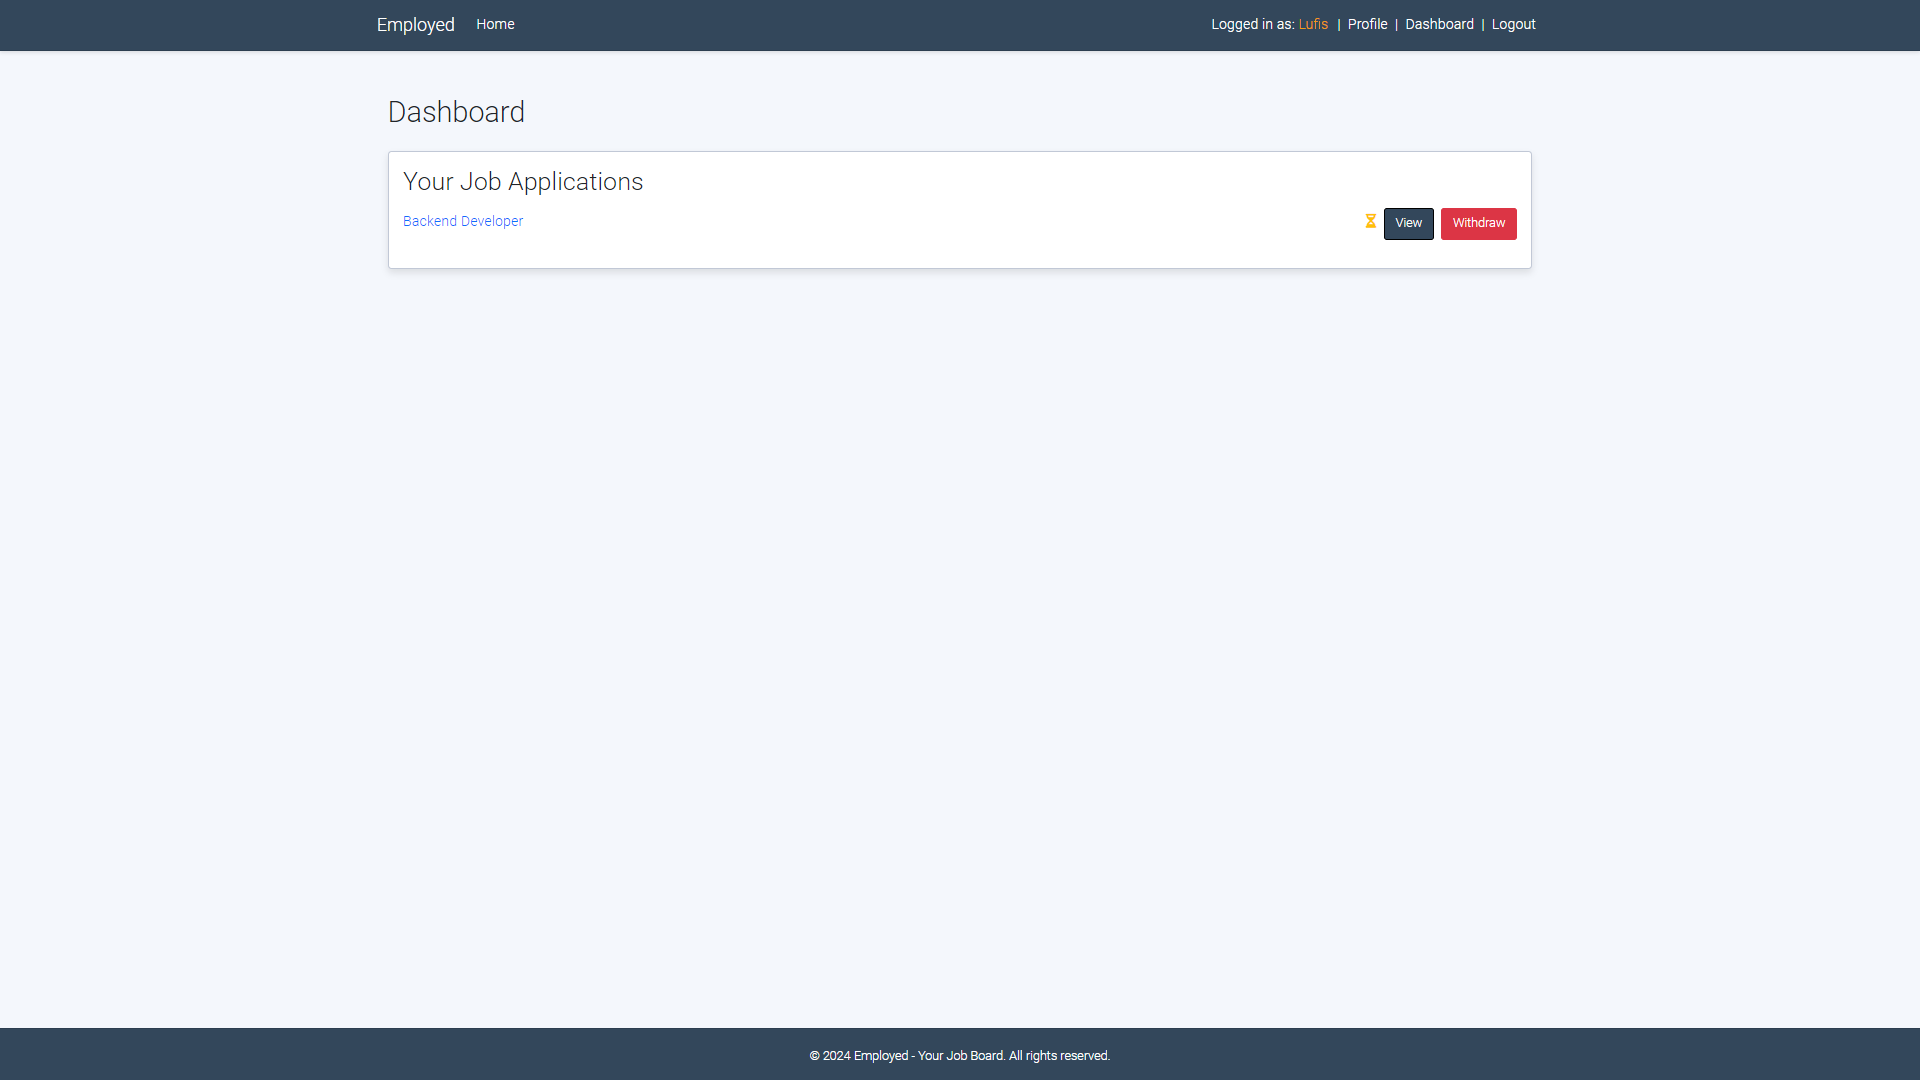 Employed Home Logged in as: Lufis | Profile | Dashboard | Logout
Dashboard
Your Job Applications
Backend Developer View Withdraw
© 2024 Employed - Your Job Board. All rights reserved.